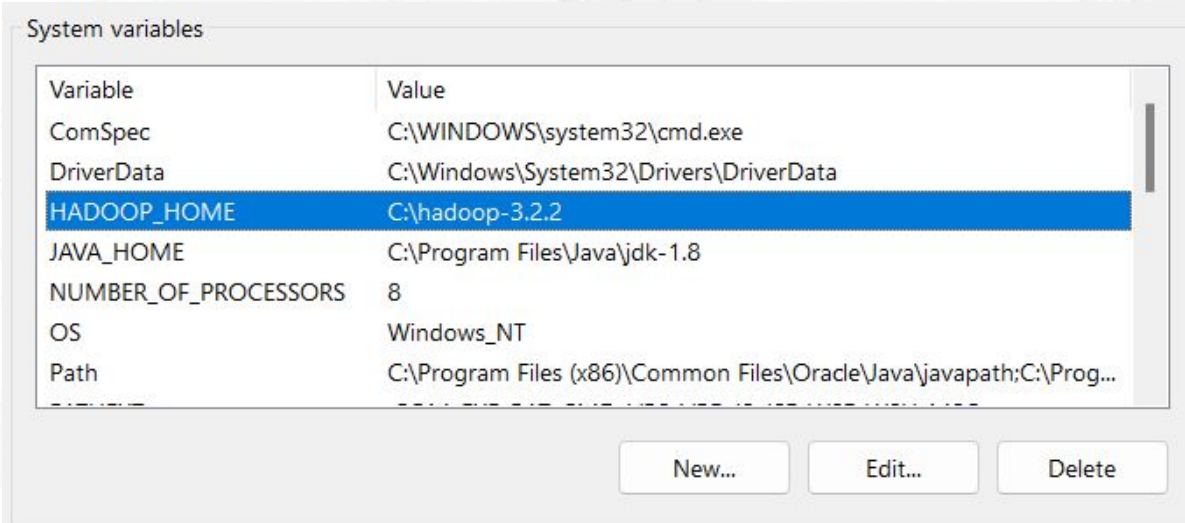 System variables
Variable Value
ComSpec C:\WINDOWS\system32\cmd.exe
DriverData C:\Windows\System32\Drivers\DriverData
HADOOP_HOME C:\hadoop-3.2.2
JAVA_HOME C:\Program Files\Java\jdk-1.8
NUMBER_OF_PROCESSORS 8
OS Windows_NT
Path C:\Program Files (x86)\Common Files\Oracle\Java\javapath;C:\Prog...
New... Edit... Delete